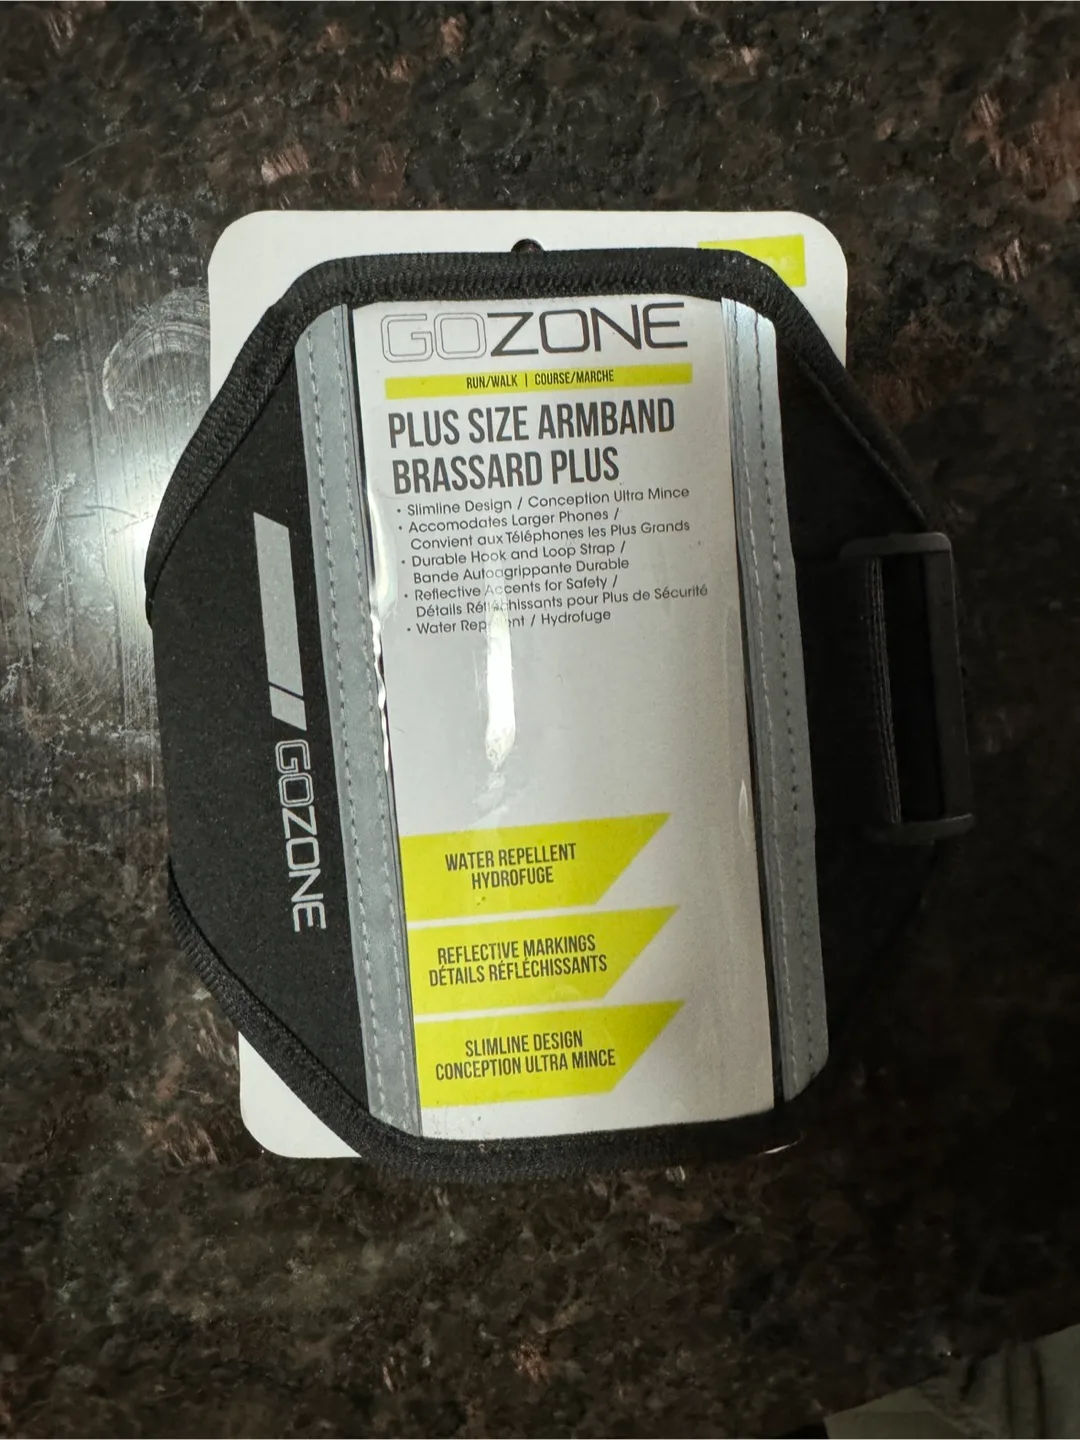 GOZONE
RUN/WALK | COURSE/MARCHE
PLUS SIZE ARMBAND
BRASSARD PLUS
• Slimline Design / Conception Ultra Mince
• Accomodates Larger Phones /
Convient aux Téléphones les Plus Grands
• Durable Hook and Loop Strap /
Bande Autoagrippante Durable
• Reflective Accents for Safety /
Détails Réfléchissants pour Plus de Sécurité
• Water Repellent / Hydrofuge
GOZONE
WATER REPELLENT
HYDROFUGE
REFLECTIVE MARKINGS
DÉTAILS RÉFLÉCHISSANTS
SLIMLINE DESIGN
CONCEPTION ULTRA MINCE